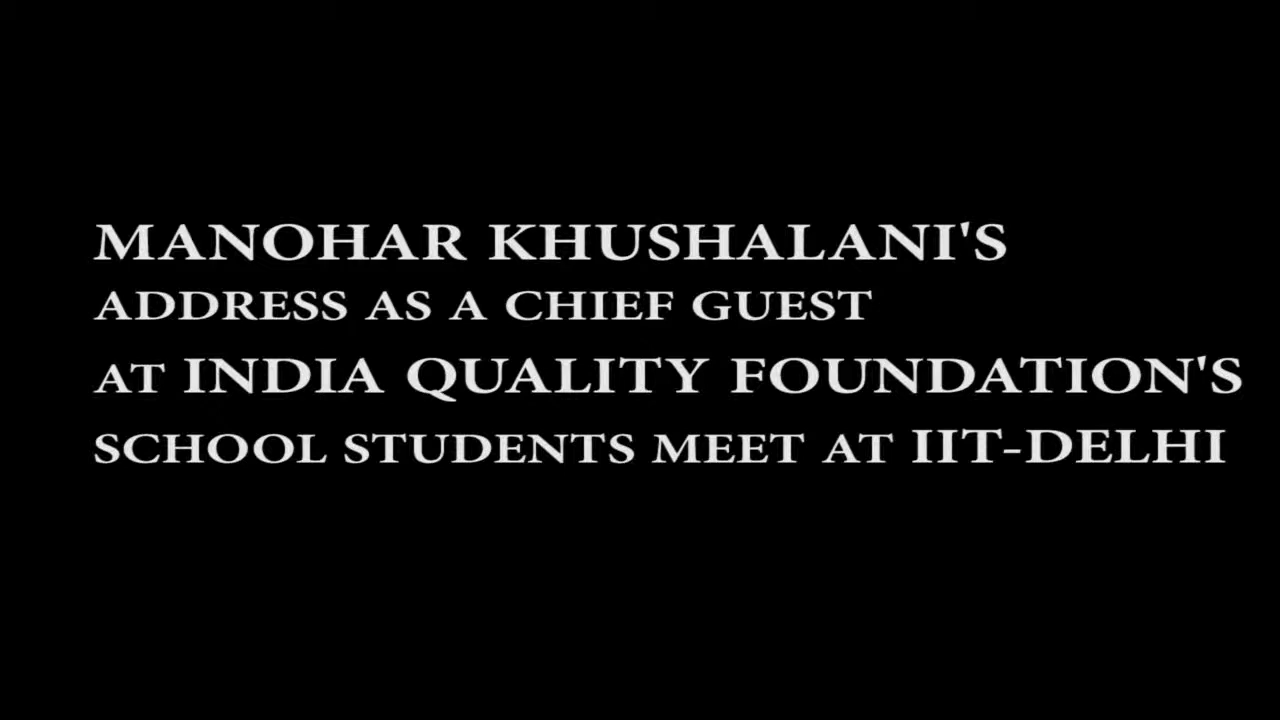 MANOHAR KHUSHALANI'S
ADDRESS AS A CHIEF GUEST
AT INDIA QUALITY FOUNDATION'S
SCHOOL STUDENTS MEET AT IIT-DELHI